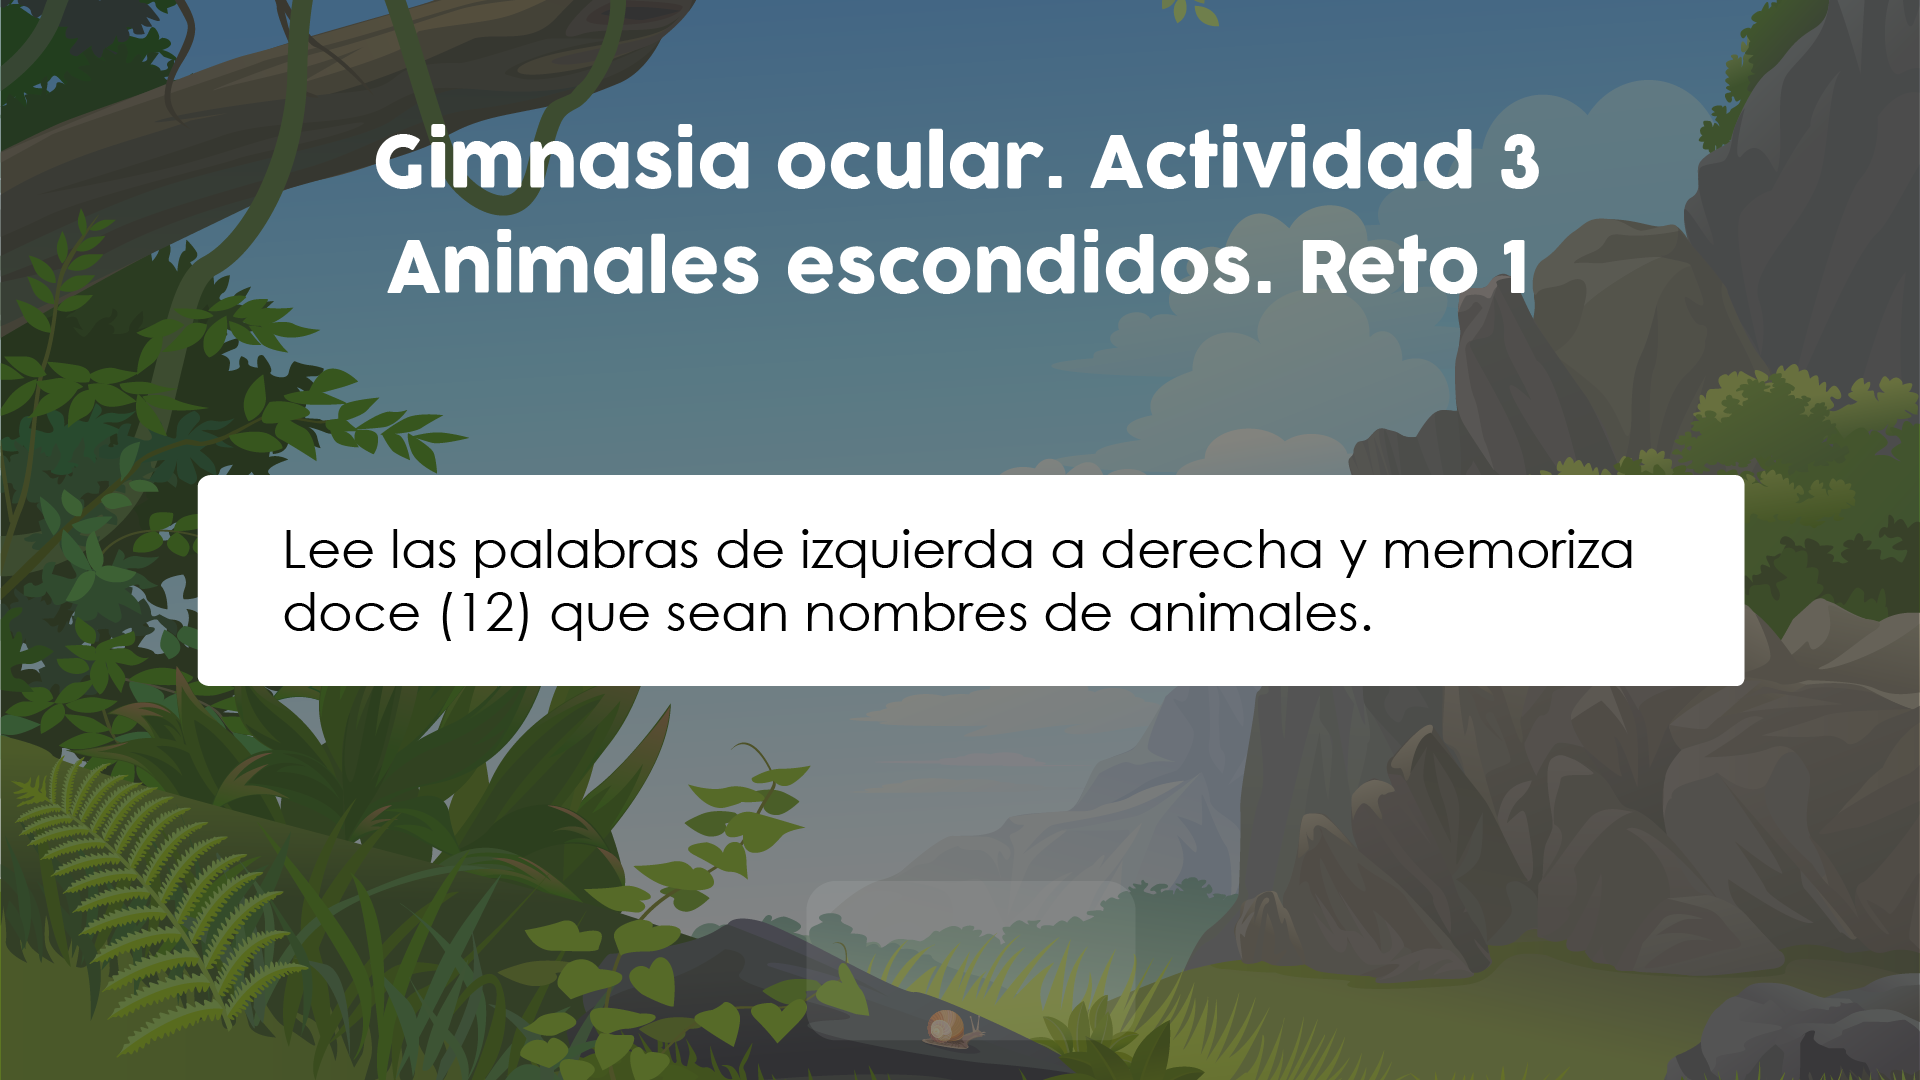 Gimnasia ocular. Actividad 3
Animales escondidos. Reto 1
Lee las palabras de izquierda a derecha y memoriza
doce (12) que sean nombres de animales.